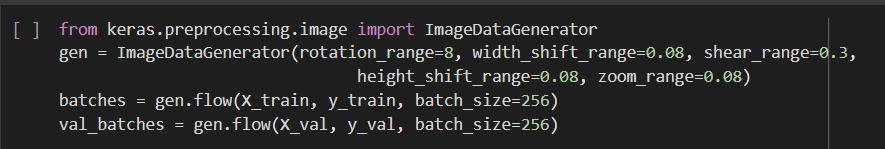 [ ] from keras.preprocessing.image import ImageDataGenerator
gen = ImageDataGenerator(rotation_range=8, width_shift_range=0.08, shear_range=0.3,
height_shift_range=0.08, zoom_range=0.08)
batches = gen.flow(X_train, y_train, batch_size=256)
val_batches = gen.flow(X_val, y_val, batch_size=256)